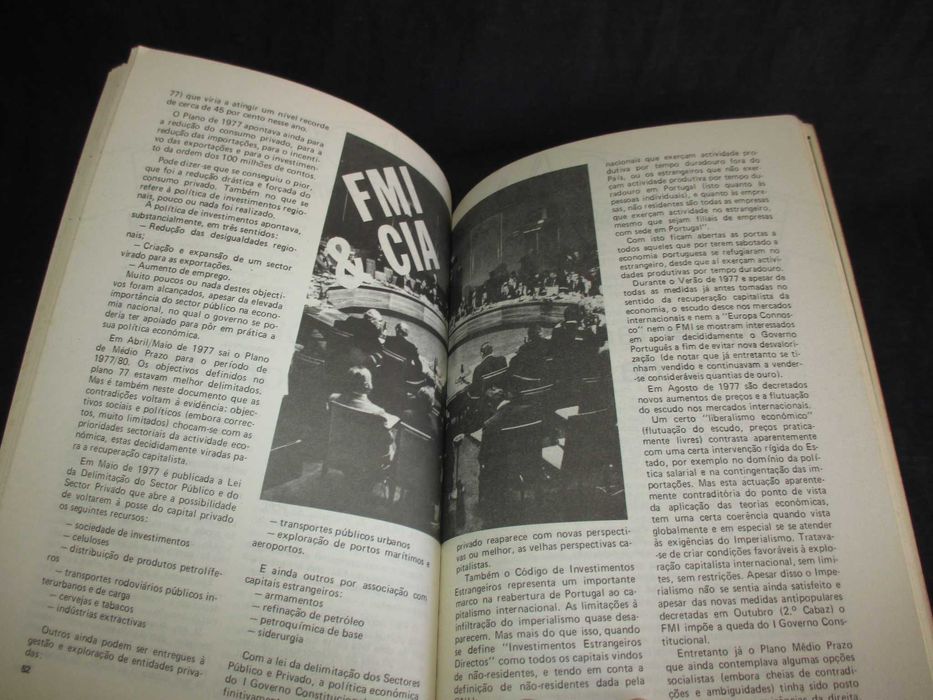 77) que viria a atingir um nível recorde
de cerca de 45 por cento nesse ano.
O Plano de 1977 apontava ainda para
a redução do consumo privado, para a
redução das importações, para o incenti-
vo das exportações e para o investimento
da ordem dos 100 milhões de contos.
Pode dizer-se que se conseguiu o pior,
que foi a redução drástica e forçada do
consumo privado. Também no que se
refere á política de investimentos regio-
nais, pouco ou nada foi realizado.
A Política de investimentos apontava,
substancialmente, em três sentidos:
— Redução das desigualdades regio-
nais;
— Criação e expansão de um sector
virado para as exportações.
— Aumento de emprego.
Muito poucos ou nada destes objecti-
vos foram alcançados, apesar da elevada
importância do sector público na econo-
mia nacional, no qual o governo se po-
deria ter apoiado para pôr em prática a
sua política económica.
Em Abril/Maio de 1977 sai o Plano
de Médio Prazo para o período de
1977/80. Os objectivos definidos no
plano 77 estavam melhor delimitados.
Mas é também neste documento que as
contradições voltam à evidência: objec-
tivos sociais e políticos (embora correc-
tos, muito limitados) chocam-se com as
prioridades sectoriais da actividade eco-
nómica, estas decididamente viradas pa-
ra a recuperação capitalista.
Em Maio de 1977 é publicada a Lei
da Delimitação do Sector Público e do
Sector Privado que abre a possibilidade
de voltarem à posse do capital privado
os seguintes recursos:
— sociedade de investimentos
— celuloses
— distribuição de produtos petrolífe-
ros
— transportes rodoviários públicos in-
terurbanos e de carga
— cervejas e tabacos
— indústrias extractivas
Outros ainda podem ser entregues à
gestão e exploração de entidades priva-
das:
82
FMI
& CIA
— transportes públicos urbanos
— exploração de portos marítimos e
aeroportos.
E ainda outros por associação com
capitais estrangeiros:
— armamentos
— refinação de petróleo
— petroquímica de base
— siderurgia
Com a lei da delimitação dos Sectores
Público e Privado, a política económica
do I Governo Constitucional
finitivamen
privado reaparece com novas perspecti-
vas ou melhor, as velhas perspectivas ca-
pitalistas.
Também o Código de Investimentos
Estrangeiros representa um importante
marco na reabertura de Portugal ao ca-
pitalismo internacional. As limitações à
infiltração do imperialismo quase desa-
parecem. Mas mais do que isso, quando
se define "Investimentos Estrangeiros
Directos" como todos os capitais vindos
de não-residentes, e tendo em conta a
definição de não-residentes dada pela
nacionais que exerçam actividade pro-
dutiva por tempo duradouro fora do
País, ou os estrangeiros que não exer-
çam actividade produtiva por tempo du-
radouro em Portugal (isto quanto às
pessoas individuais), e quanto às empre-
sas, não residentes são todas as empresas
que exerçam actividade no estrangeiro,
mesmo que sejam filiais de empresas
com sede em Portugal".
Com isto ficam abertas as portas a
todos aqueles que por terem sabotado a
economia portuguesa se refugiaram no
estrangeiro, desde que aí exerçam activi-
dades produtivas por tempo duradouro.
Durante o Verão de 1977 e apesar de
todas as medidas já antes tomadas no
sentido da recuperação capitalista da
economia, o escudo desce nos mercados
internacionais e nem a "Europa Connos-
co" nem o FMI se mostram interessados
em apoiar decididamente o Governo
Português a fim de evitar nova desvalori-
zação (de notar que já entretanto se ti-
nham vendido e continuavam a vender-
-se consideráveis quantias de ouro).
Em Agosto de 1977 são decretados
novos aumentos de preços e a flutuação
do escudo nos mercados internacionais.
Um certo "liberalismo económico"
(flutuação do escudo, preços pratica-
mente livres) contrasta aparentemente
com uma certa intervenção rígida do Es-
tado, por exemplo no domínio da polí-
tica salarial e na contingentação das im-
portações. Mas esta actuação aparente-
mente contraditória do ponto de vista
da aplicação das teorias económicas,
tem uma certa coerência quando vista
globalmente e em especial se se atender
às exigências do Imperialismo. Tratava-
-se de criar condições favoráveis à explo-
ração capitalista internacional, sem limi-
tes, sem restrições. Apesar disso o Impe-
rialismo não se sentia ainda satisfeito e
apesar das novas medidas antipopulares
decretadas em Outubro (2.º Cabaz) o
FMI impõe a queda do I Governo Cons-
titucional.
Entretanto já o Plano Médio Prazo
que ainda contemplava algumas opções
socialistas (embora cheias de contradi-
ções e ambiguidades) tinha sido posto
da direita